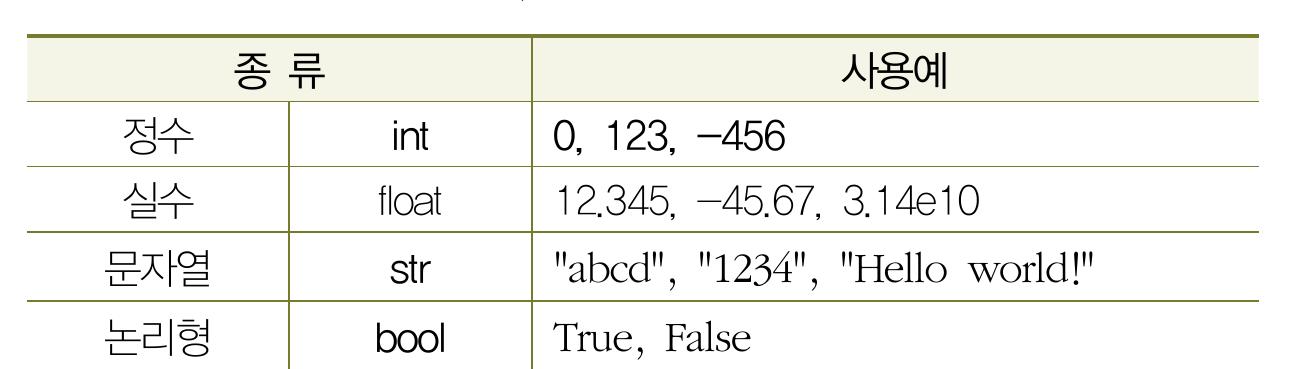 종 류 사용예
정수 int 0, 123, −456
실수 float 12.345, −45.67, 3.14e10
문자열 str "abcd", "1234", "Hello world!"
논리형 bool True, False